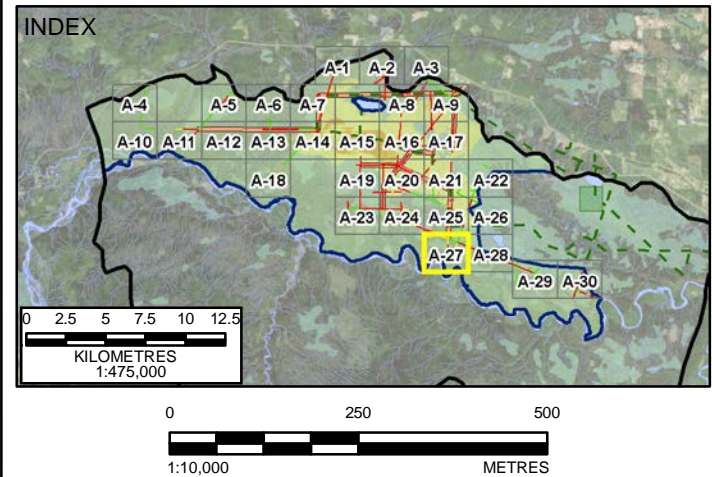 INDEX
A-1 A-2 A-3
A-4 A-5 A-6 A-7 A-8 A-9
A-10 A-11 A-12 A-13 A-14 A-15 A-16 A-17
A-18 A-19 A-20 A-21 A-22
A-23 A-24 A-25 A-26
A-27 A-28
A-29 A-30
0 2.5 5 7.5 10 12.5
KILOMETRES
1:475,000
0 250 500
1:10,000 METRES